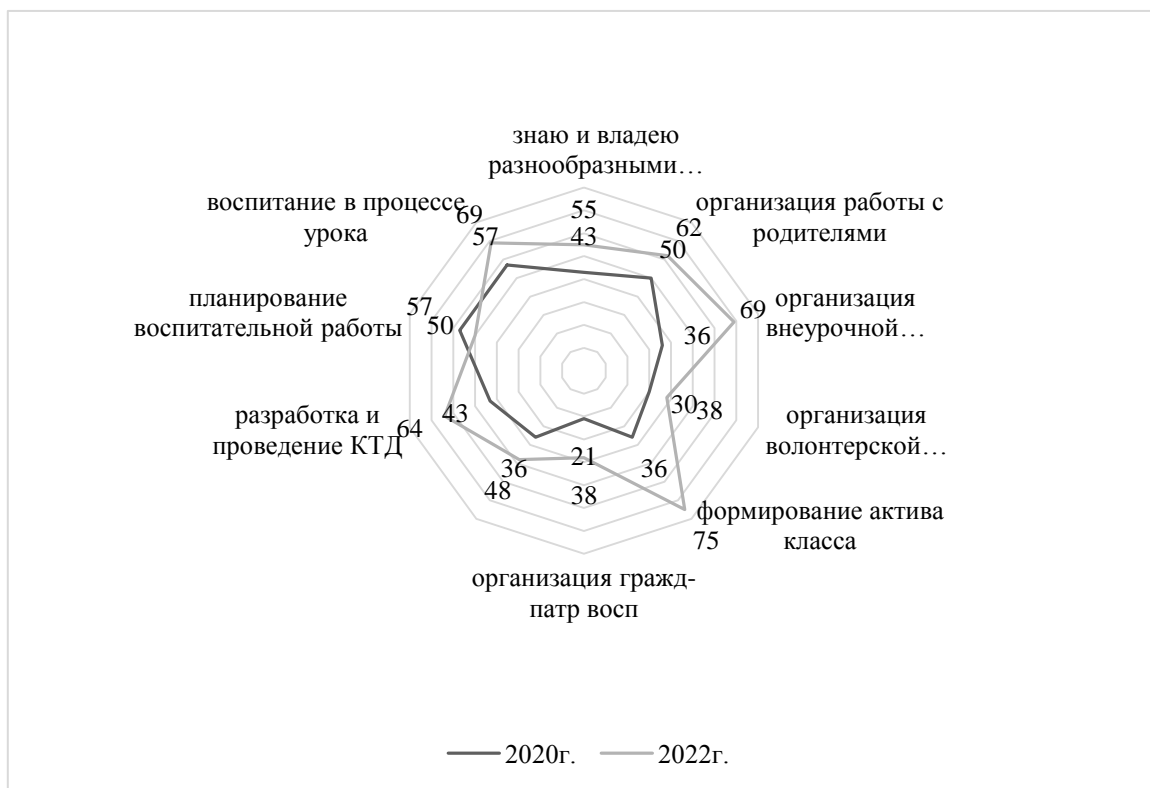 знаю и владею
разнообразными…
воспитание в процессе
урока
организация работы с
родителями
69
57
55
43
62
50
планирование
воспитательной работы
57
50
организация
внеурочной…
69
36
разработка и
проведение КТД
64
43
организация
волонтерской…
30
38
36
48
21
38
36
75
формирование актива
класса
организация гражд-
патр восп
2020г.
2022г.